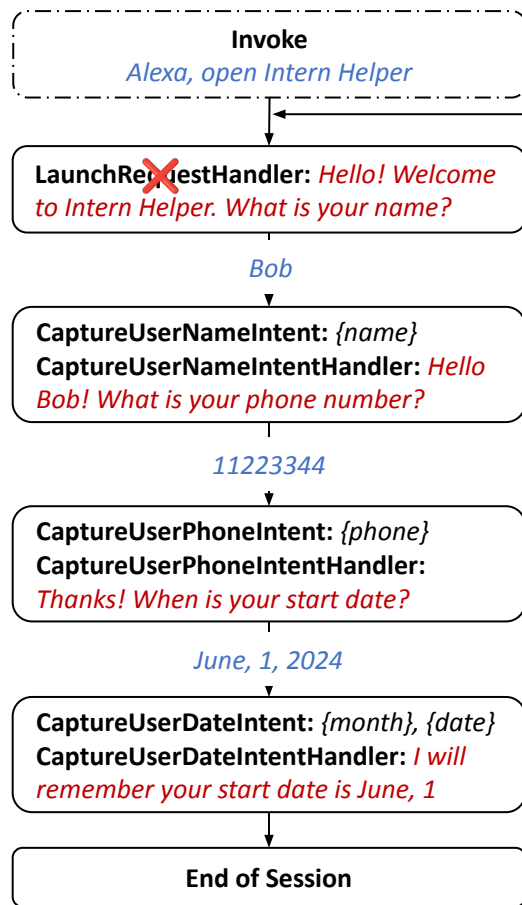 Invoke
Alexa, open Intern Helper
LaunchRequestHandler: Hello! Welcome
to Intern Helper. What is your name?
Bob
CaptureUserNameIntent: {name}
CaptureUserNameIntentHandler: Hello
Bob! What is your phone number?
11223344
CaptureUserPhoneIntent: {phone}
CaptureUserPhoneIntentHandler:
Thanks! When is your start date?
June, 1, 2024
CaptureUserDateIntent: {month}, {date}
CaptureUserDateIntentHandler: I will
remember your start date is June, 1
End of Session